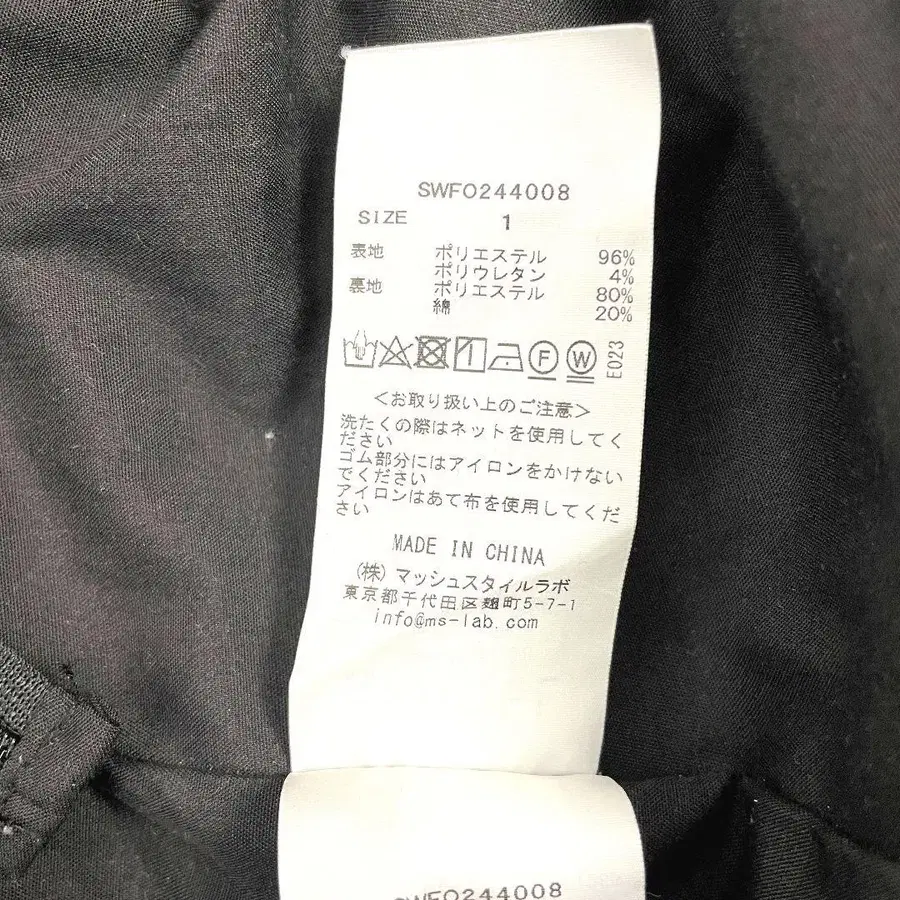 SWFO244008
SIZE 1
表地 ポリエステル 96%
ポリウレタン 4%
裏地 ポリエステル 80%
綿 20%
F W E023
<お取り扱い上のご注意>
洗たくの際はネットを使用してく
ださい
ゴム部分にはアイロンをかけない
でください
アイロンはあて布を使用してくだ
さい
MADE IN CHINA
(株) マッシュスタイルラボ
東京都千代田区麹町5-7-1
info@ms-lab.com
SWFO244008